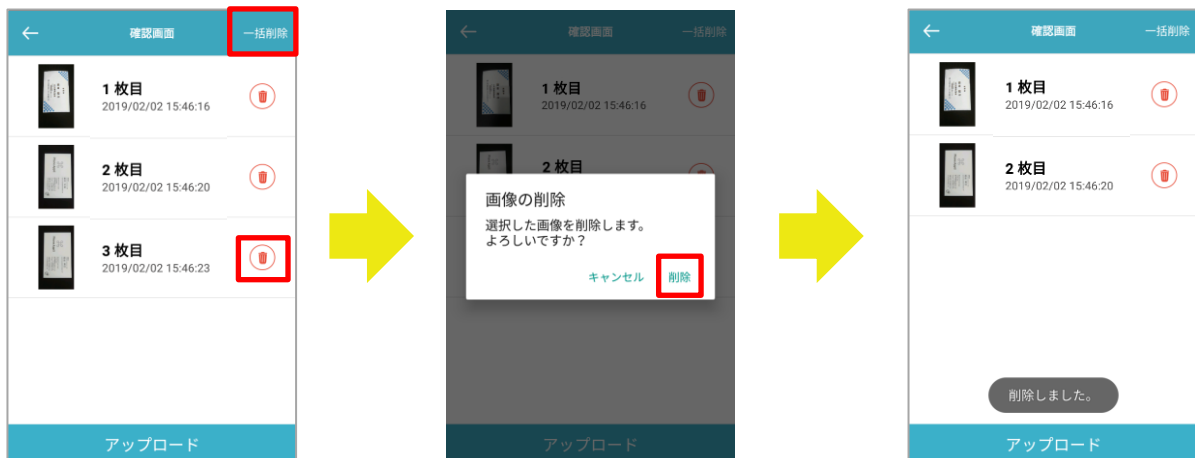 確認画面
一括削除
1 枚目
2019/02/02 15:46:16
2 枚目
2019/02/02 15:46:20
3 枚目
2019/02/02 15:46:23
アップロード
確認画面
一括削除
1 枚目
2019/02/02 15:46:16
2 枚目
画像の削除
選択した画像を削除します。
よろしいですか？
キャンセル
削除
アップロード
確認画面
一括削除
1 枚目
2019/02/02 15:46:16
2 枚目
2019/02/02 15:46:20
削除しました。
アップロード